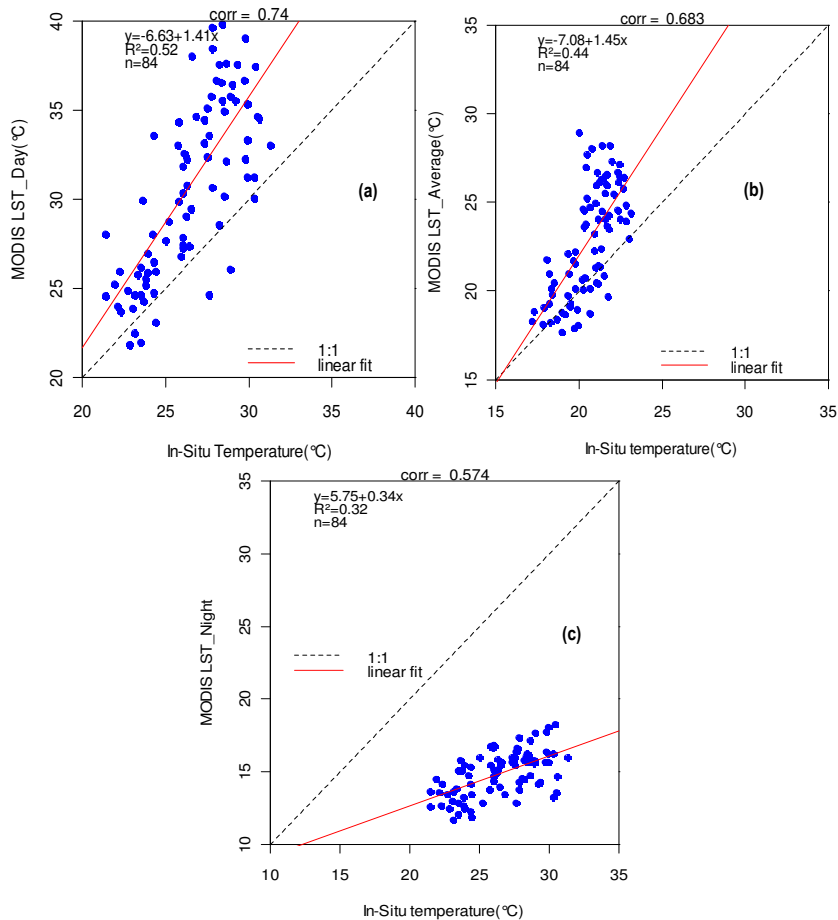 corr = 0.74
y=-6.63+1.41x
R²=0.52
n=84
MODIS LST_Day(°C)
40
35
30
25
20
(a)
1:1
linear fit
20 25 30 35 40
In-Situ Temperature(°C)
corr = 0.683
y=-7.08+1.45x
R²=0.44
n=84
MODIS LST_Average(°C)
35
30
25
20
15
(b)
1:1
linear fit
15 20 25 30 35
In-Situ temperature(°C)
corr = 0.574
y=5.75+0.34x
R²=0.32
n=84
MODIS LST_Night
35
30
25
20
15
10
(c)
1:1
linear fit
10 15 20 25 30 35
In-Situ temperature(°C)